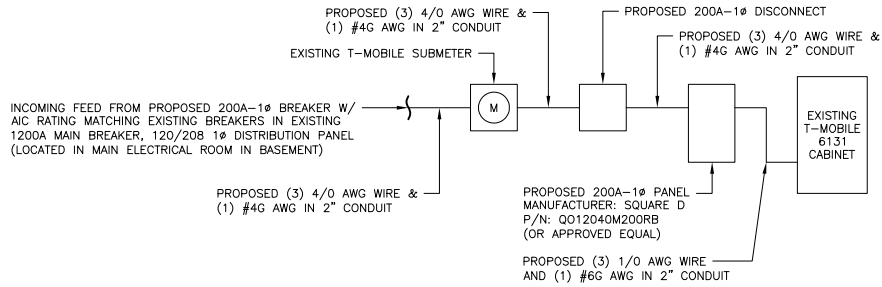 PROPOSED (3) 4/0 AWG WIRE &
(1) #4G AWG IN 2" CONDUIT
PROPOSED 200A-1ø DISCONNECT
PROPOSED (3) 4/0 AWG WIRE &
(1) #4G AWG IN 2" CONDUIT
EXISTING T-MOBILE SUBMETER
INCOMING FEED FROM PROPOSED 200A-1ø BREAKER W/
AIC RATING MATCHING EXISTING BREAKERS IN EXISTING
1200A MAIN BREAKER, 120/208 1ø DISTRIBUTION PANEL
(LOCATED IN MAIN ELECTRICAL ROOM IN BASEMENT)
M
EXISTING
T-MOBILE
6131
CABINET
PROPOSED (3) 4/0 AWG WIRE &
(1) #4G AWG IN 2" CONDUIT
PROPOSED 200A-1ø PANEL
MANUFACTURER: SQUARE D
P/N: QO12040M200RB
(OR APPROVED EQUAL)
PROPOSED (3) 1/0 AWG WIRE
AND (1) #6G AWG IN 2" CONDUIT